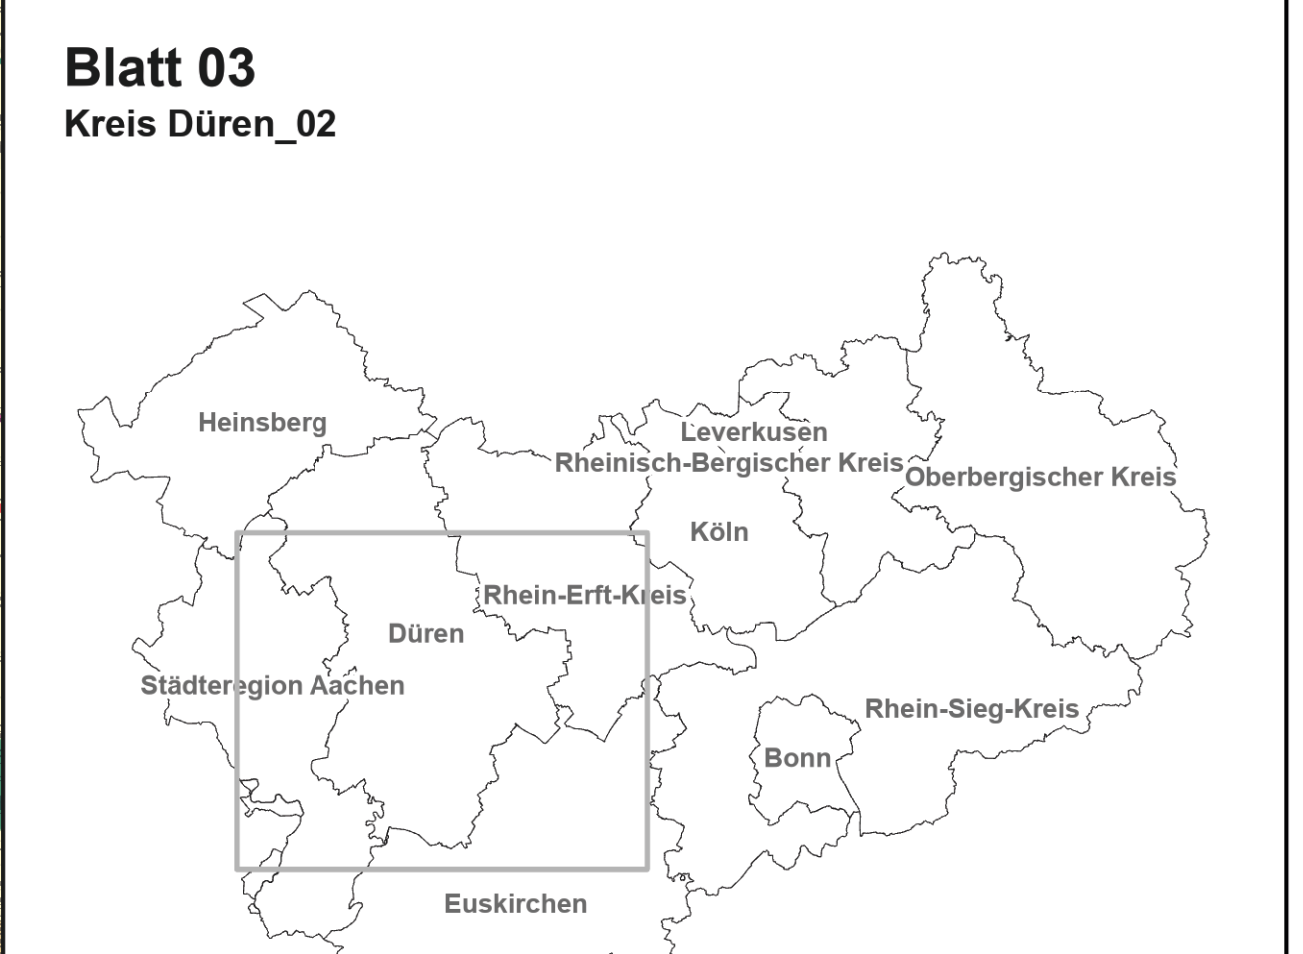 Blatt 03
Kreis Düren_02
Heinsberg
Leverkusen
Rheinisch-Bergischer Kreis
Oberbergischer Kreis
Köln
Rhein-Erft-Kreis
Düren
Städteregion Aachen
Rhein-Sieg-Kreis
Bonn
Euskirchen